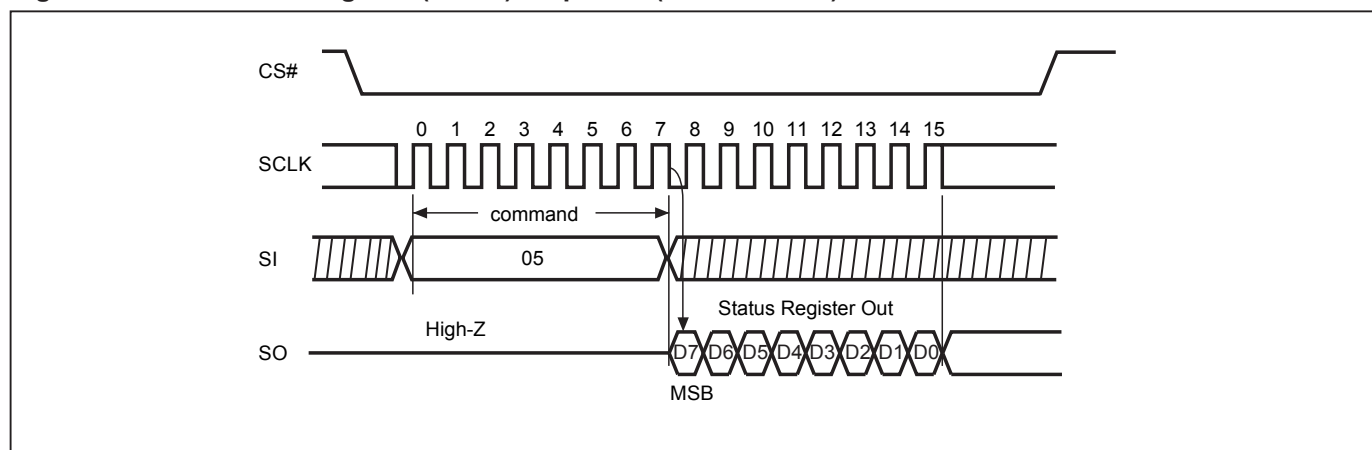 CS#
0 1 2 3 4 5 6 7 8 9 10 11 12 13 14 15
SCLK
command
SI
05
Status Register Out
High-Z
SO
D7 D6 D5 D4 D3 D2 D1 D0
MSB